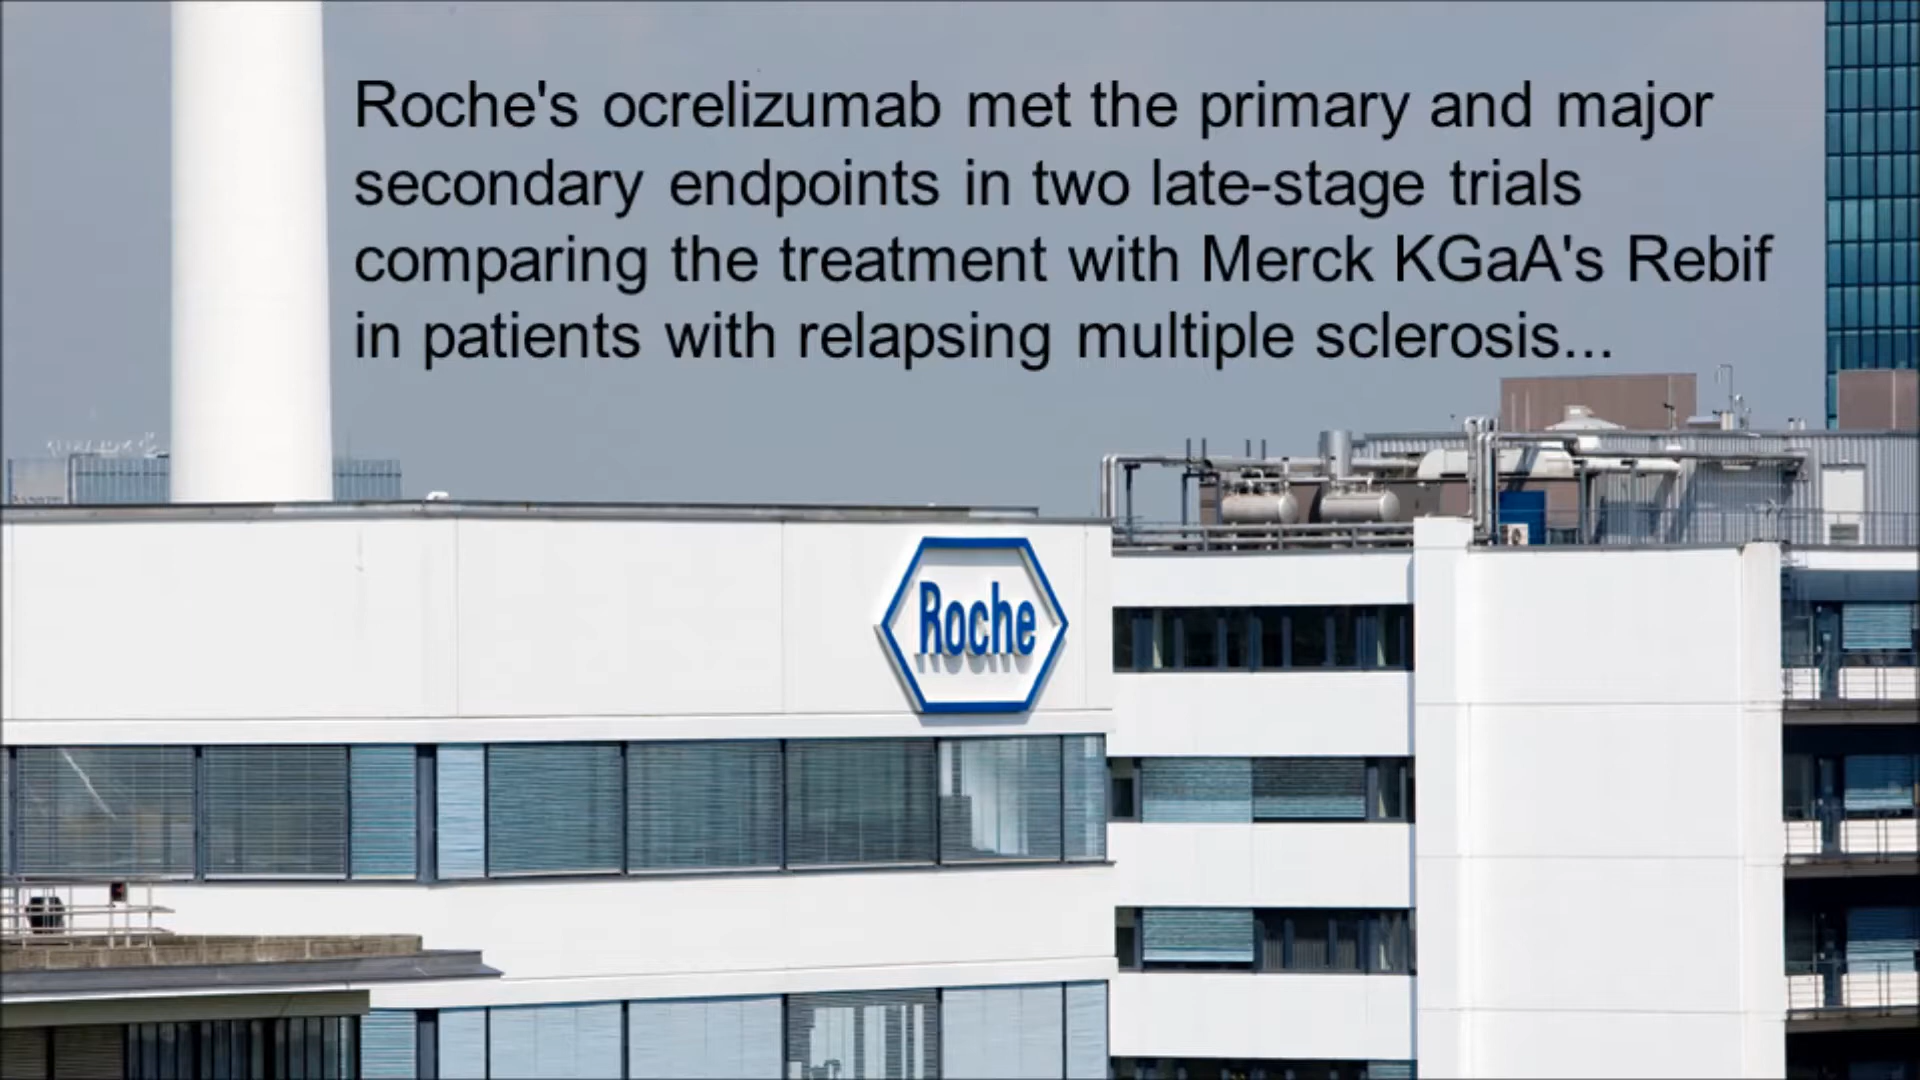 Roche's ocrelizumab met the primary and major
secondary endpoints in two late-stage trials
comparing the treatment with Merck KGaA's Rebif
in patients with relapsing multiple sclerosis...
Roche